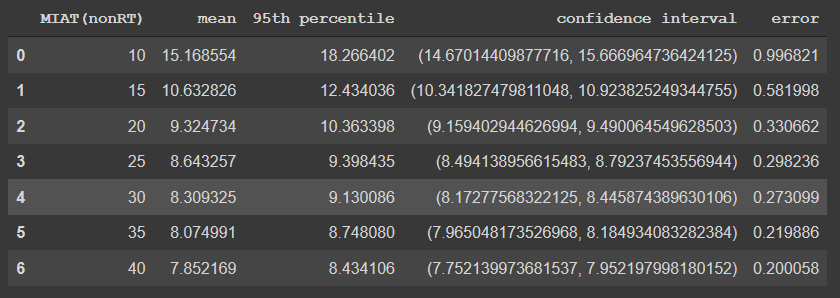 MIAT(nonRT) mean 95th percentile confidence interval error
0 10 15.168554 18.266402 (14.67014409877716, 15.666964736424125) 0.996821
1 15 10.632826 12.434036 (10.341827479811048, 10.923825249344755) 0.581998
2 20 9.324734 10.363398 (9.159402944626994, 9.490064549628503) 0.330662
3 25 8.643257 9.398435 (8.494138956615483, 8.79237453556944) 0.298236
4 30 8.309325 9.130086 (8.17277568322125, 8.445874389630106) 0.273099
5 35 8.074991 8.748080 (7.965048173526968, 8.184934083282384) 0.219886
6 40 7.852169 8.434106 (7.752139973681537, 7.952197998180152) 0.200058